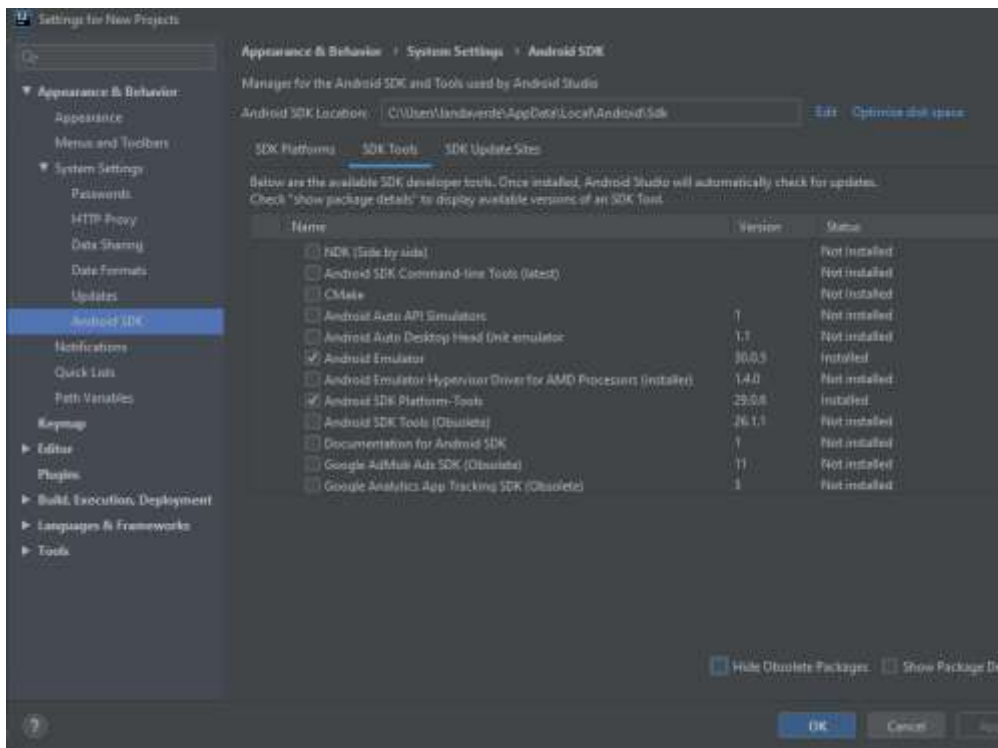 Settings for New Projects
Appearance & Behavior
Appearance
Menus and Toolbars
System Settings
Passwords
HTTP Proxy
Data Sharing
Date Formats
Updates
Android SDK
Notifications
Quick Lists
Path Variables
Keymap
Editor
Plugins
Build, Execution, Deployment
Languages & Frameworks
Tools
Appearance & Behavior › System Settings › Android SDK
Manager for the Android SDK and Tools used by Android Studio
Android SDK Location: C:\Users\landaverde\AppData\Local\Android\Sdk Edit Optimize disk space
SDK Platforms SDK Tools SDK Update Sites
Below are the available SDK developer tools. Once installed, Android Studio will automatically check for updates.
Check "show package details" to display available versions of an SDK Tool.
Name Version Status
NDK (Side by side) Not Installed
Android SDK Command-line Tools (latest) Not Installed
CMake Not Installed
Android Auto API Simulators 1 Not installed
Android Auto Desktop Head Unit emulator 1.1 Not installed
Android Emulator 30.0.5 Installed
Android Emulator Hypervisor Driver for AMD Processors (installer) 1.4.0 Not installed
Android SDK Platform-Tools 29.0.6 Installed
Android SDK Tools (Obsolete) 26.1.1 Not installed
Documentation for Android SDK 1 Not installed
Google AdMob Ads SDK (Obsolete) 11 Not installed
Google Analytics App Tracking SDK (Obsolete) 3 Not installed
Hide Obsolete Packages Show Package De
? OK Cancel